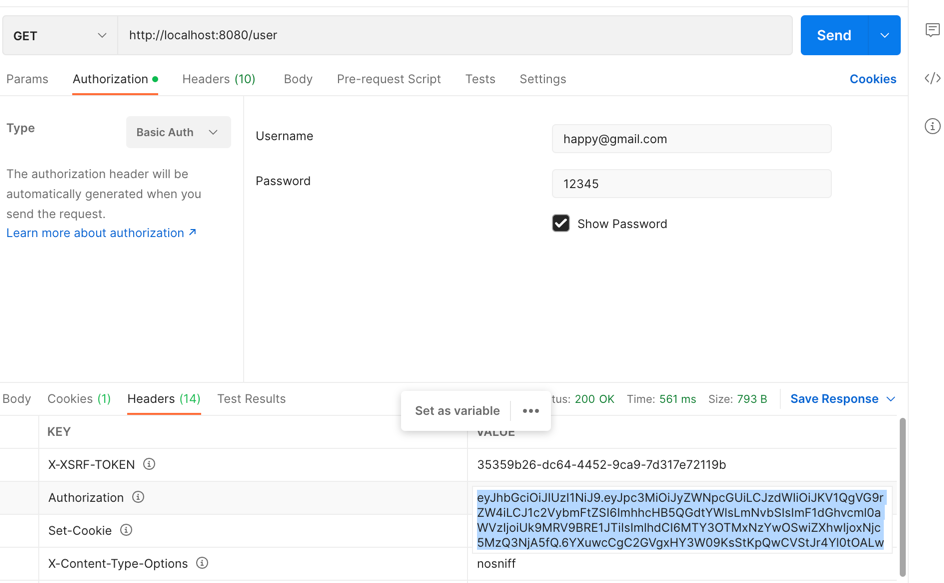 GET http://localhost:8080/user Send
Params Authorization Headers (10) Body Pre-request Script Tests Settings Cookies
Type Basic Auth
The authorization header will be
automatically generated when you
send the request.
Learn more about authorization ↗
Username happy@gmail.com
Password 12345
Show Password
Body Cookies (1) Headers (14) Test Results Set as variable ••• tus: 200 OK Time: 561 ms Size: 793 B Save Response
KEY VALUE
X-XSRF-TOKEN 35359b26-dc64-4452-9ca9-7d317e72119b
Authorization
eyJhbGciOiJIUzI1NiJ9.eyJpc3MiOiJyZWNpcGUiLCJzdWIiOiJKV1QgVG9r
ZW4iLCJ1c2VybmFtZSI6ImhhcHB5QGdtYWlsLmNvbSIsImF1dGhvcml0a
WVzIjoiUk9MRV9BRE1JTiIsImlhdCI6MTY3OTMxNzYwOSwiZXhwIjoxNjc
5MzQ3NjA5fQ.6YXuwcCgC2GVgxHY3W09KsStKpQwCVStJr4Yl0tOALw
Set-Cookie
X-Content-Type-Options nosniff